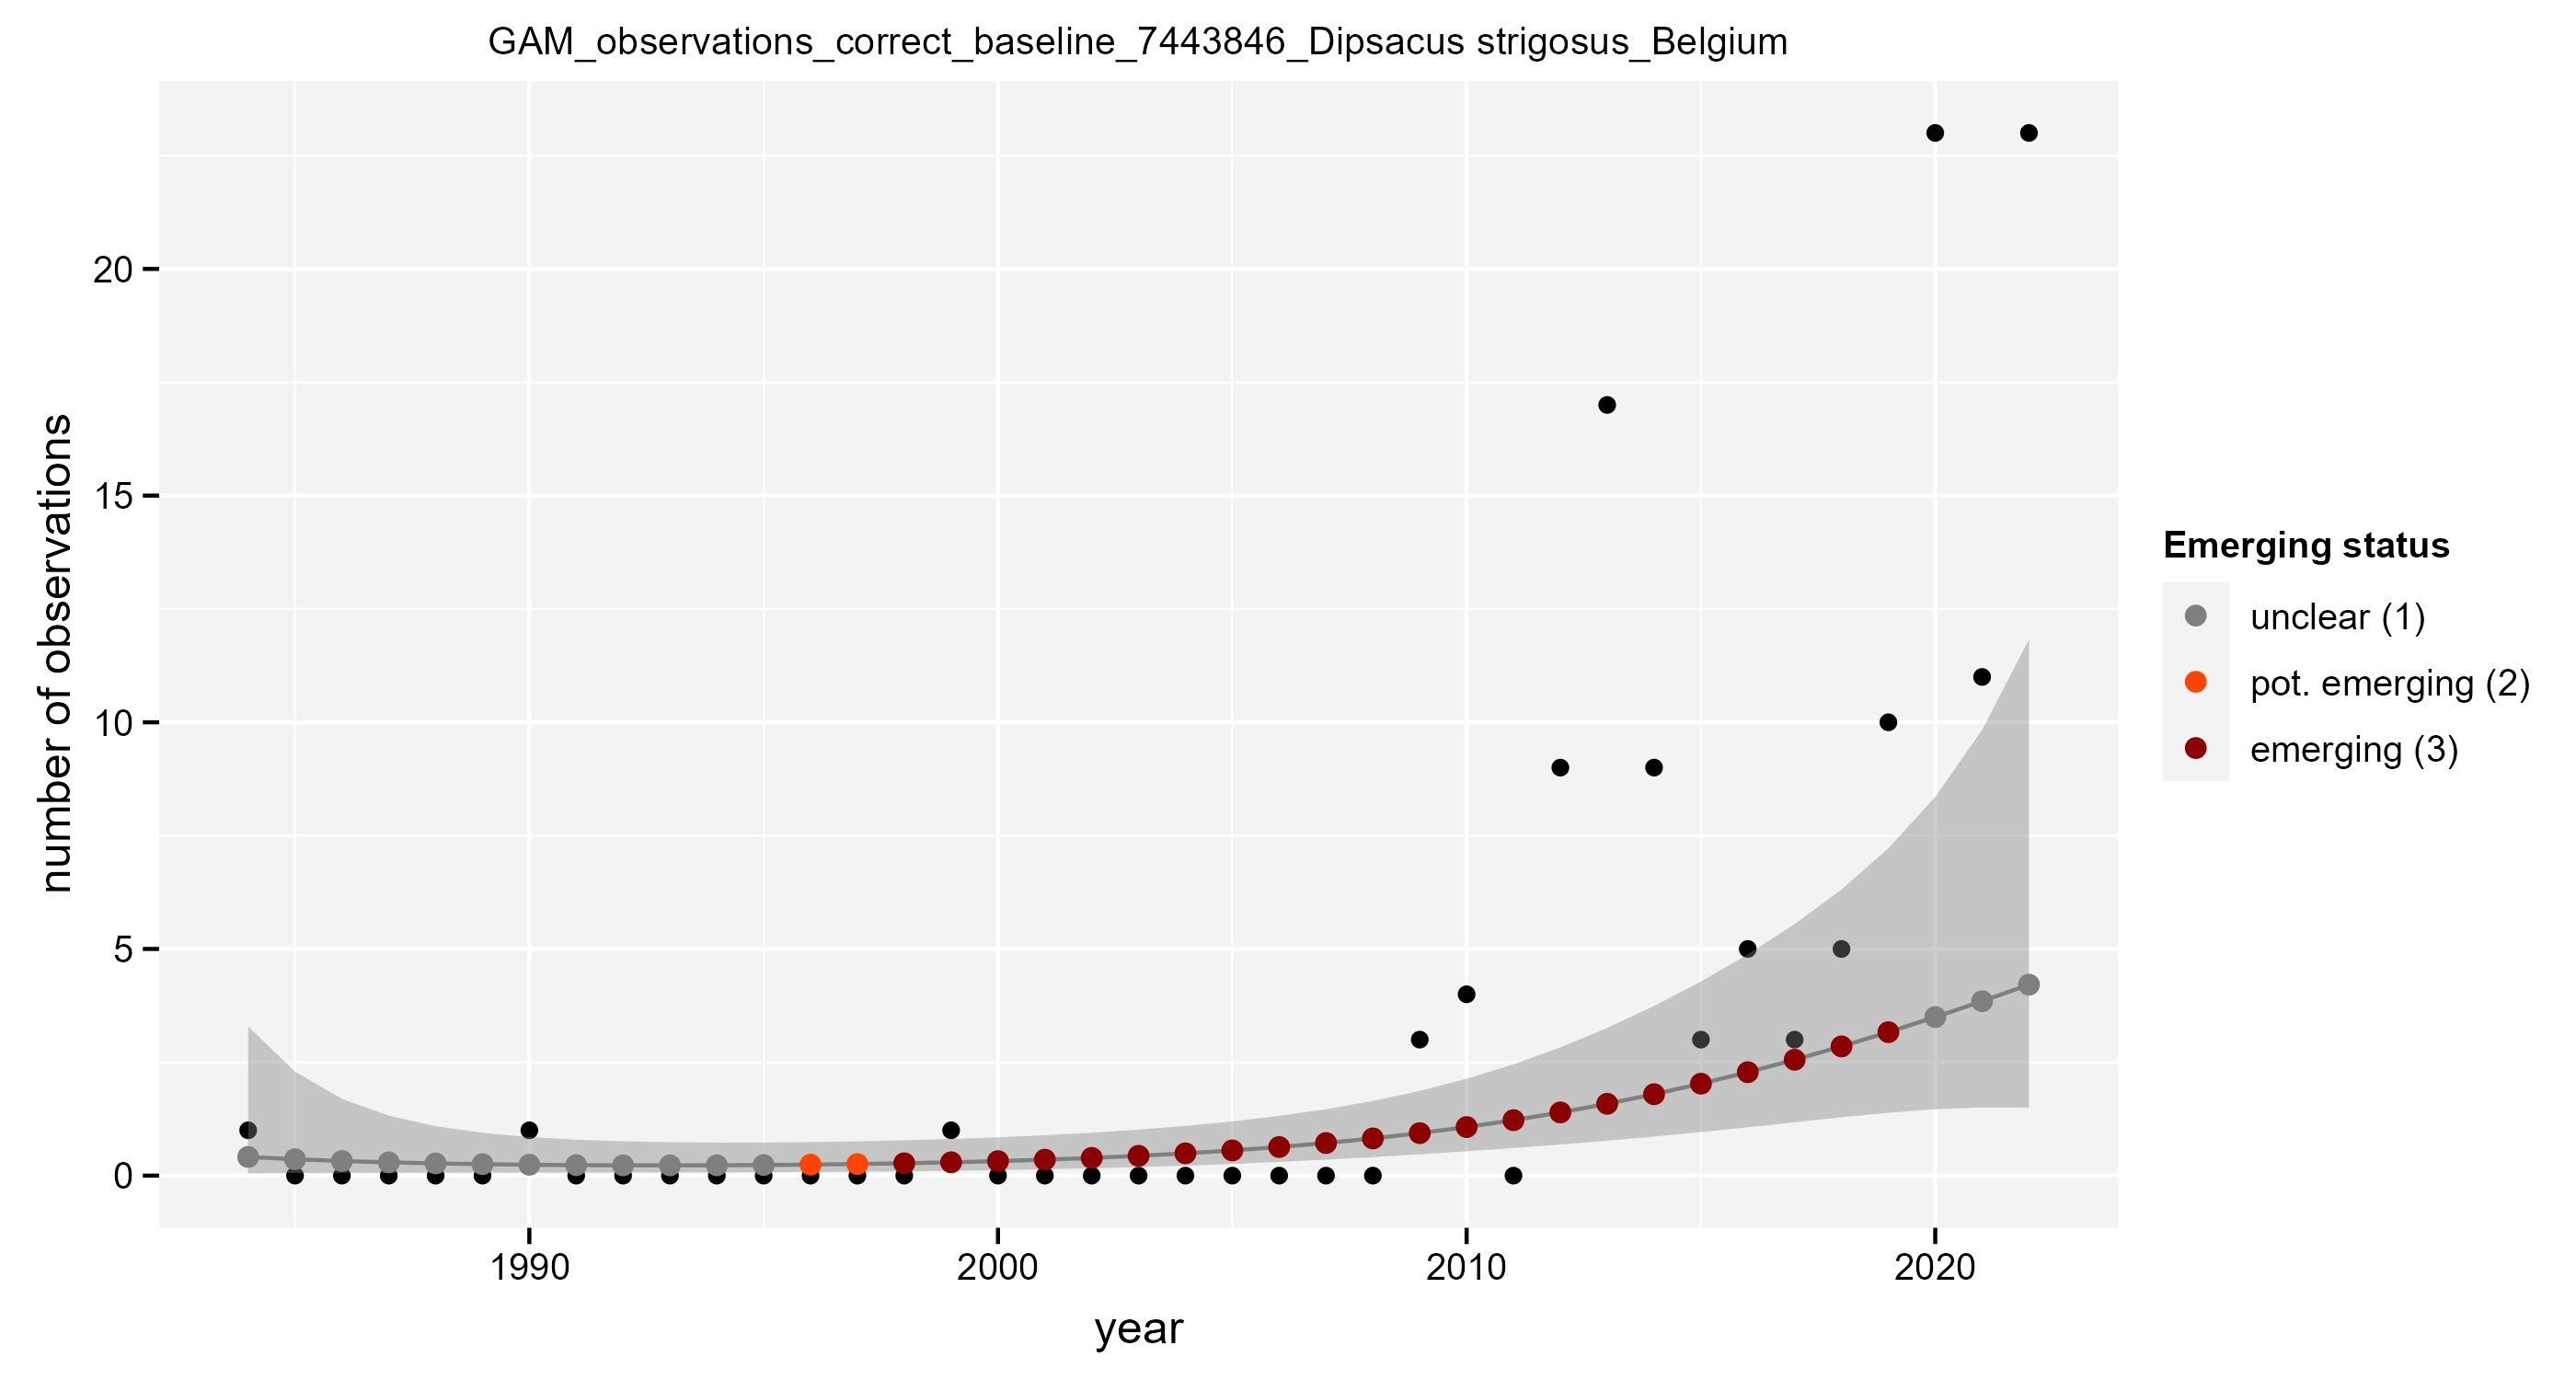 GAM_observations_correct_baseline_7443846_Dipsacus strigosus_Belgium
number of observations
20
15
10
5
0
1990
2000
2010
2020
year
Emerging status
unclear (1)
pot. emerging (2)
emerging (3)